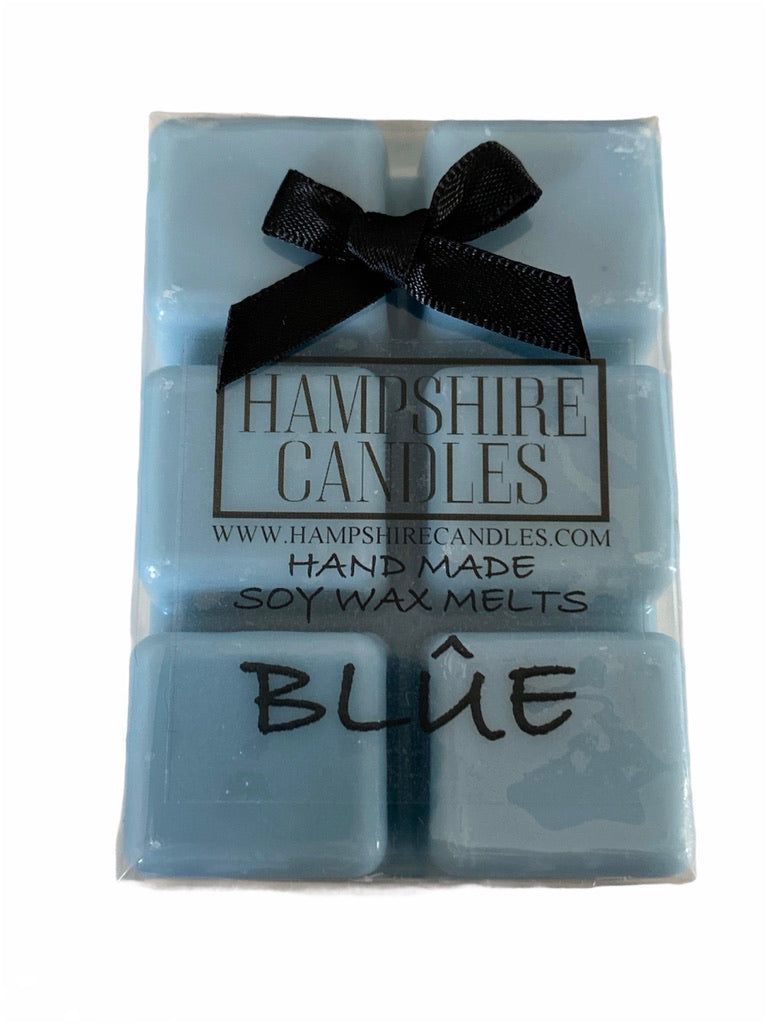 HAMPSHIRE
CANDLES
WWW.HAMPSHIRECANDLES.COM
HAND MADE
SOY WAX MELTS
BLÛE